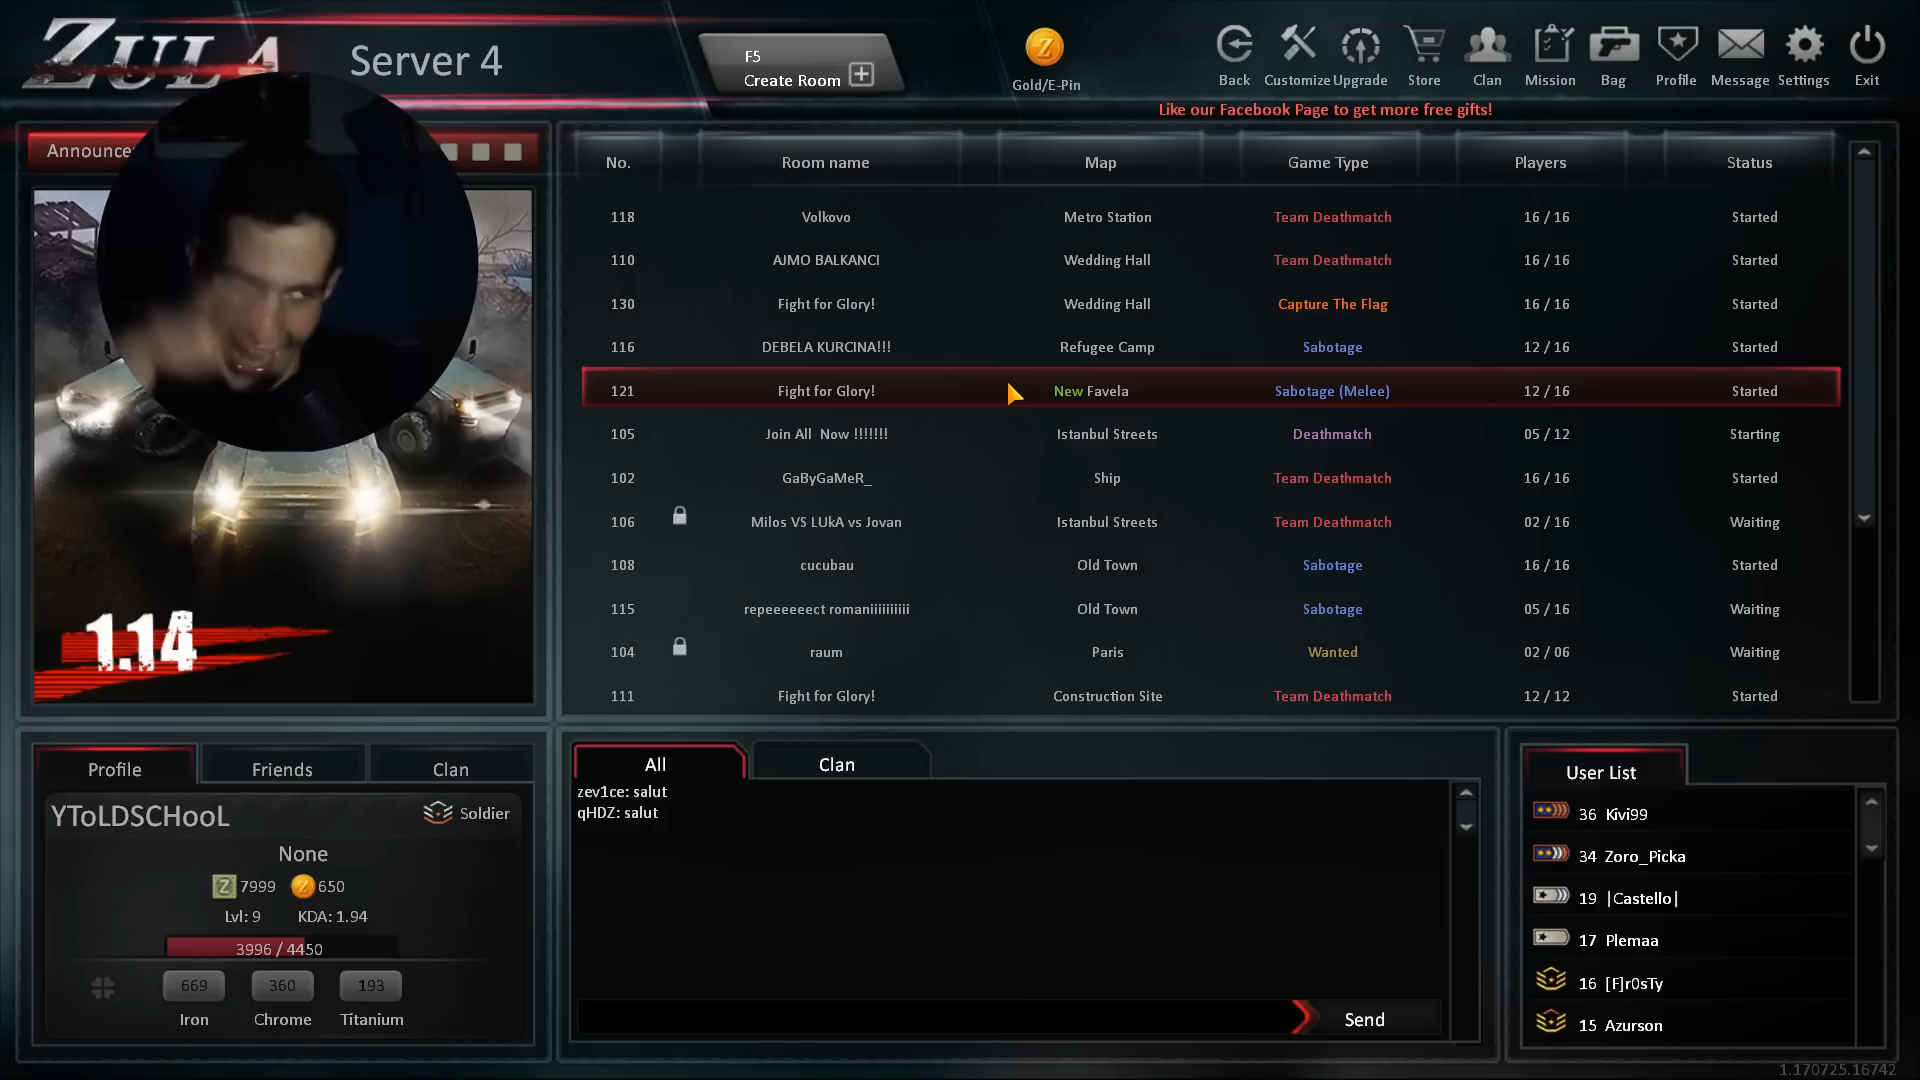 ZULA
Server 4
F5
Create Room
Gold/E-Pin
Back Customize Upgrade Store Clan Mission Bag Profile Message Settings Exit
Like our Facebook Page to get more free gifts!
Announce
No. Room name Map Game Type Players Status
118 Volkovo Metro Station Team Deathmatch 16 / 16 Started
110 AJMO BALKANCI Wedding Hall Team Deathmatch 16 / 16 Started
130 Fight for Glory! Wedding Hall Capture The Flag 16 / 16 Started
116 DEBELA KURCINA!!! Refugee Camp Sabotage 12 / 16 Started
121 Fight for Glory! New Favela Sabotage (Melee) 12 / 16 Started
105 Join All Now !!!!!!! Istanbul Streets Deathmatch 05 / 12 Starting
102 GaByGaMeR_ Ship Team Deathmatch 16 / 16 Started
106 Milos VS LUkA vs Jovan Istanbul Streets Team Deathmatch 02 / 16 Waiting
108 cucubau Old Town Sabotage 16 / 16 Started
115 repeeeeeect romaniiiiiiiiii Old Town Sabotage 05 / 16 Waiting
104 raum Paris Wanted 02 / 06 Waiting
111 Fight for Glory! Construction Site Team Deathmatch 12 / 12 Started
1.14
Profile Friends Clan
YToLDSCHooL Soldier
None
Z 7999 Z 650
Lvl: 9 KDA: 1.94
3996 / 4450
669 360 193
Iron Chrome Titanium
All Clan
zev1ce: salut
qHDZ: salut
Send
User List
36 Kivi99
34 Zoro_Picka
19 |Castello|
17 Plemaa
16 [F]r0sTy
15 Azurson
1.170725.16742